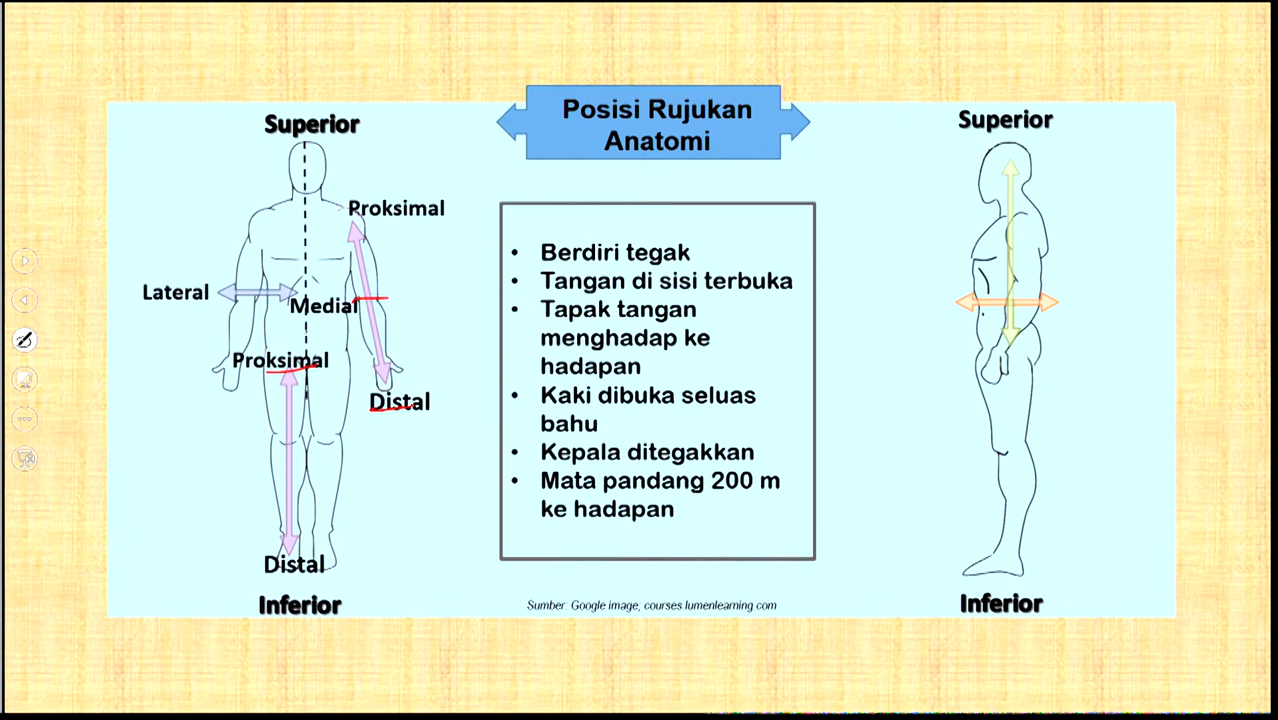 Posisi Rujukan
Anatomi
Superior
Proksimal
Lateral
Medial
Proksimal
Distal
Distal
Inferior
• Berdiri tegak
• Tangan di sisi terbuka
• Tapak tangan
menghadap ke
hadapan
• Kaki dibuka seluas
bahu
• Kepala ditegakkan
• Mata pandang 200 m
ke hadapan
Sumber Google image, courses lumenlearning com
Superior
Inferior